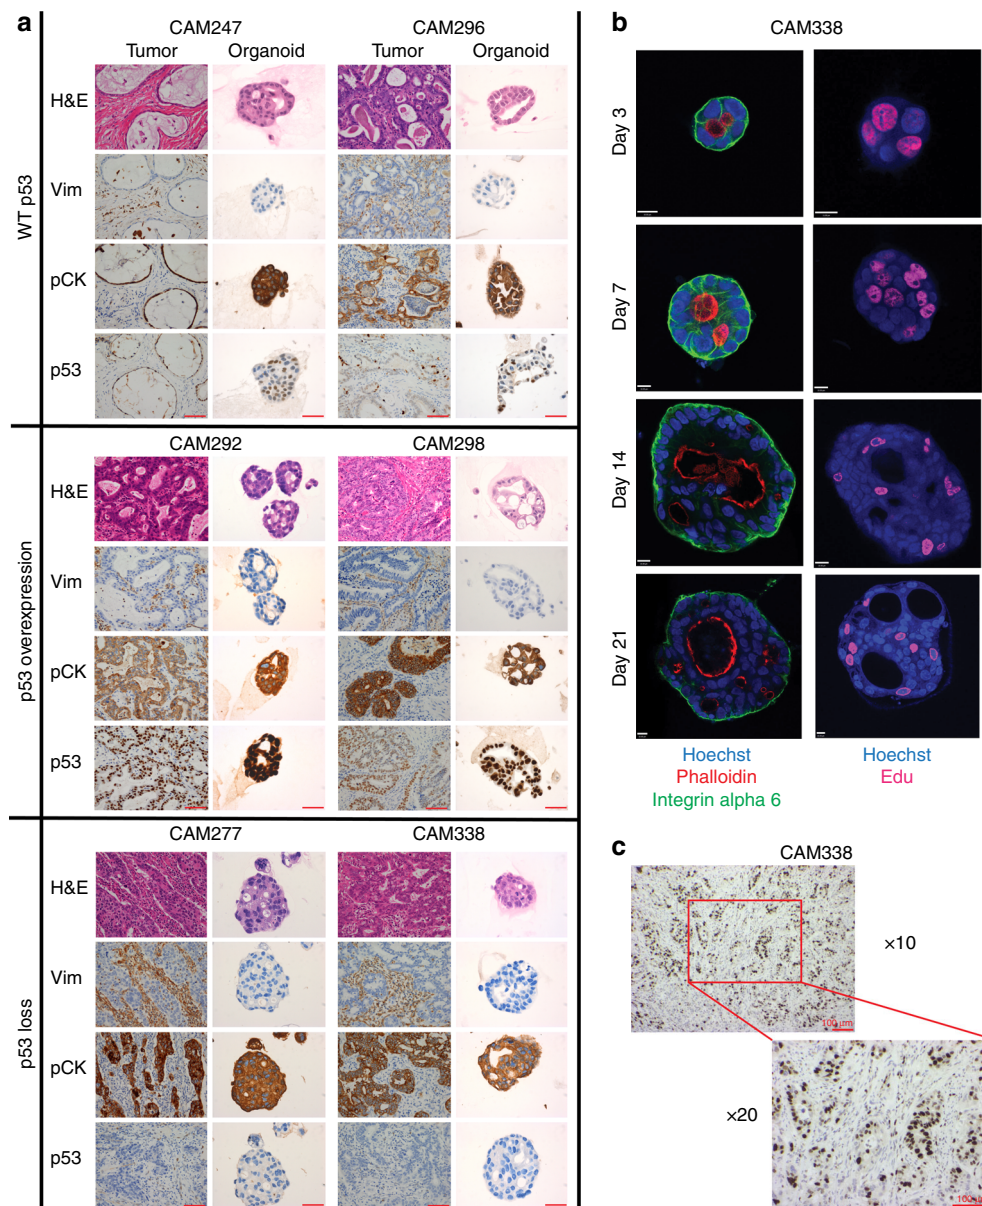 a
CAM247 CAM296
Tumor Organoid Tumor Organoid
WT p53
H&E
Vim
pCK
p53
CAM292 CAM298
p53 overexpression
H&E
Vim
pCK
p53
CAM277 CAM338
p53 loss
H&E
Vim
pCK
p53
b
CAM338
Day 3
Day 7
Day 14
Day 21
Hoechst Hoechst
Phalloidin Edu
Integrin alpha 6
c
CAM338
×10
100 µm
×20
100 µm